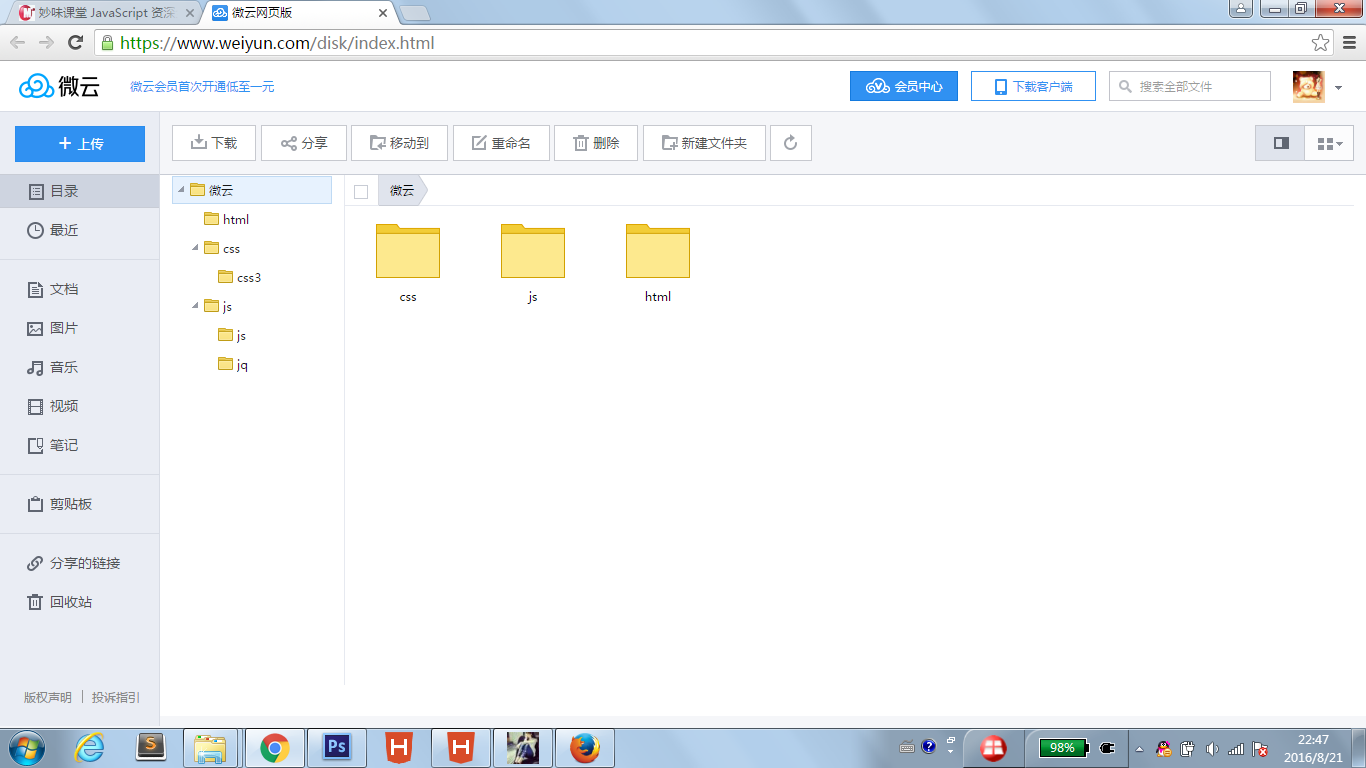 妙味课堂 JavaScript 资深
微云网页版
https://www.weiyun.com/disk/index.html
微云
微云会员首次开通低至一元
会员中心
下载客户端
搜索全部文件
上传
下载
分享
移动到
重命名
删除
新建文件夹
目录
最近
文档
图片
音乐
视频
笔记
剪贴板
分享的链接
回收站
版权声明
投诉指引
微云
html
css
css3
js
js
jq
微云
css
js
html
98%
22:47
2016/8/21